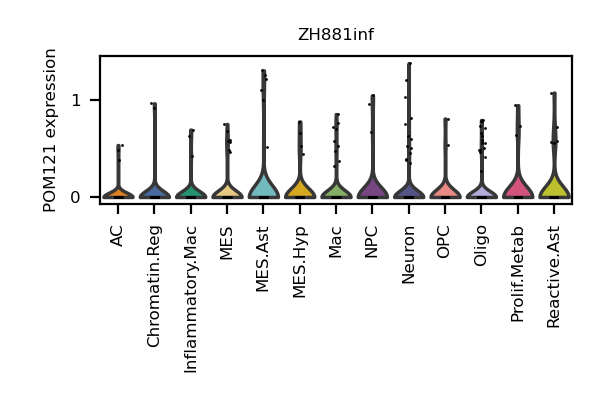 ZH881inf
POM121 expression
1
0
AC
Chromatin.Reg
Inflammatory.Mac
MES
MES.Ast
MES.Hyp
Mac
NPC
Neuron
OPC
Oligo
Prolif.Metab
Reactive.Ast